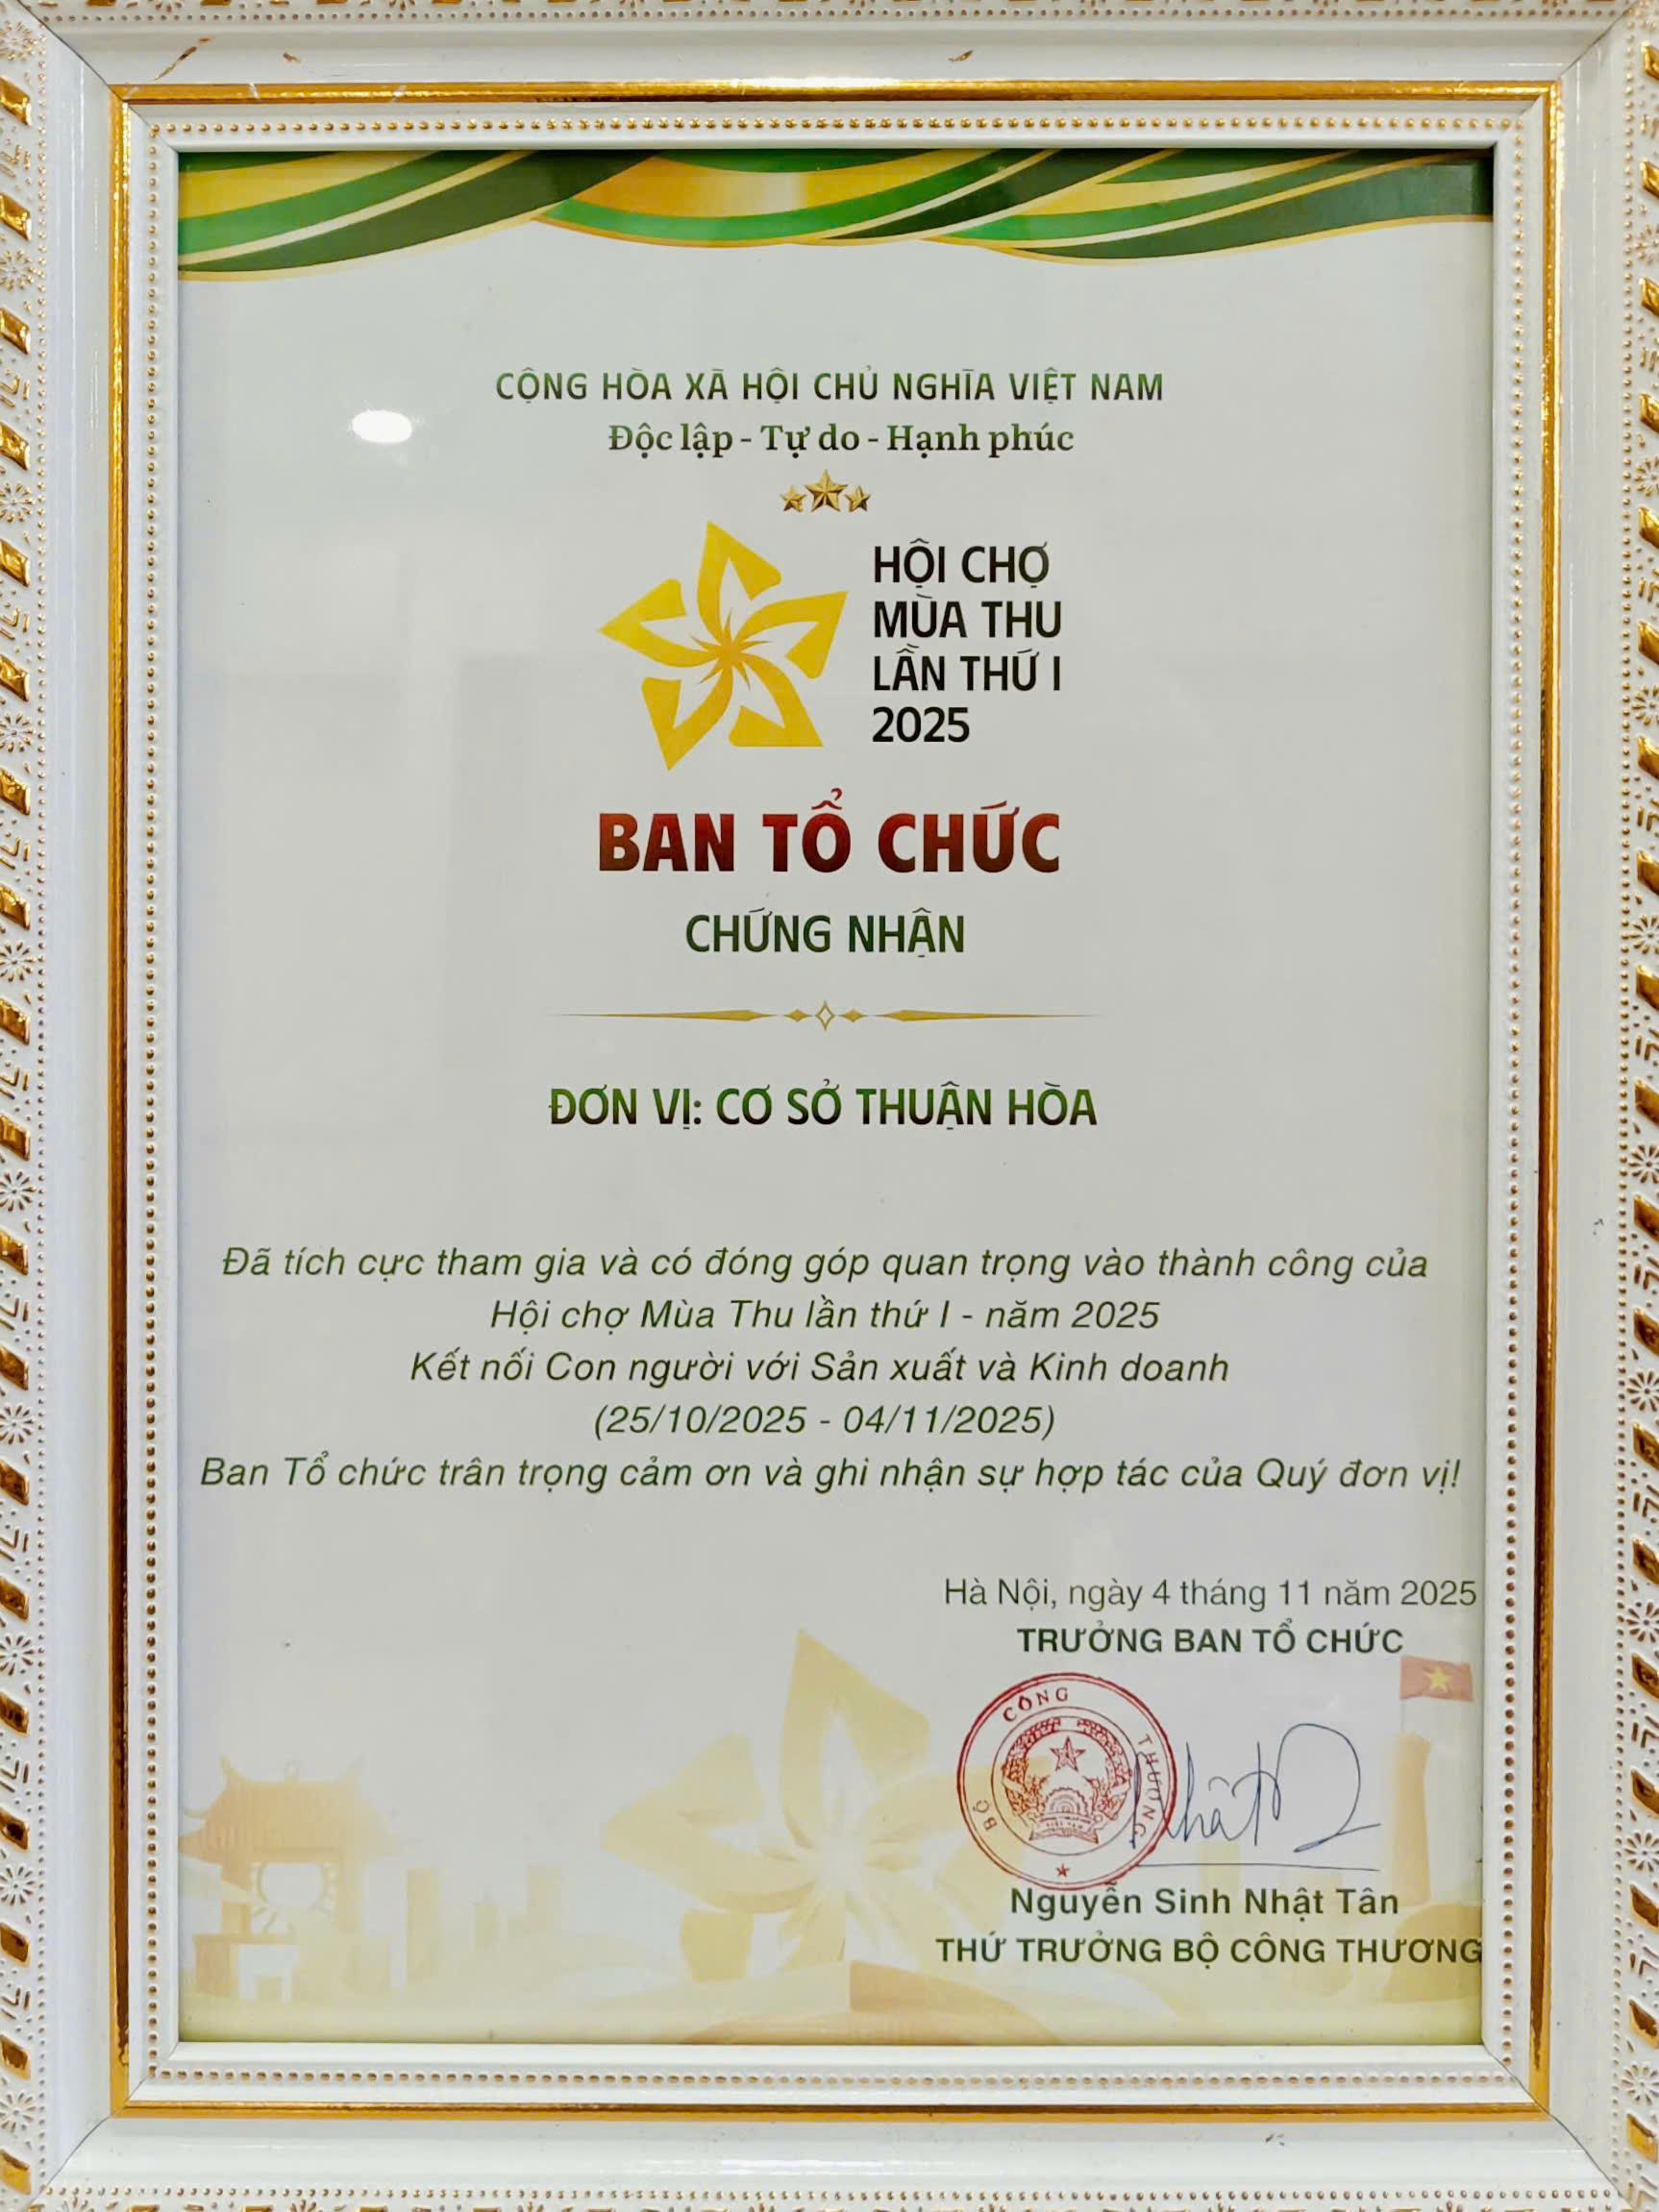 CỘNG HÒA XÃ HỘI CHỦ NGHĨA VIỆT NAM
Độc lập - Tự do - Hạnh phúc
HỘI CHỢ
MÙA THU
LẦN THỨ I
2025
BAN TỔ CHỨC
CHỨNG NHẬN
ĐƠN VỊ: CƠ SỞ THUẬN HÒA
Đã tích cực tham gia và có đóng góp quan trọng vào thành công của
Hội chợ Mùa Thu lần thứ I - năm 2025
Kết nối Con người với Sản xuất và Kinh doanh
(25/10/2025 - 04/11/2025)
Ban Tổ chức trân trọng cảm ơn và ghi nhận sự hợp tác của Quý đơn vị!
Hà Nội, ngày 4 tháng 11 năm 2025
TRƯỞNG BAN TỔ CHỨC
BỘ CÔNG THƯƠNG
Nguyễn Sinh Nhật Tân
THỨ TRƯỞNG BỘ CÔNG THƯƠNG